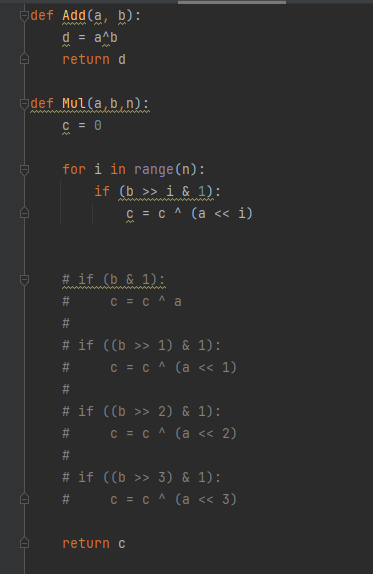 def Add(a, b):
    d = a^b
    return d

def Mul(a,b,n):
    c = 0

    for i in range(n):
        if (b >> i & 1):
            c = c ^ (a << i)


    # if (b & 1):
    #     c = c ^ a
    #
    # if ((b >> 1) & 1):
    #     c = c ^ (a << 1)
    #
    # if ((b >> 2) & 1):
    #     c = c ^ (a << 2)
    #
    # if ((b >> 3) & 1):
    #     c = c ^ (a << 3)

    return c